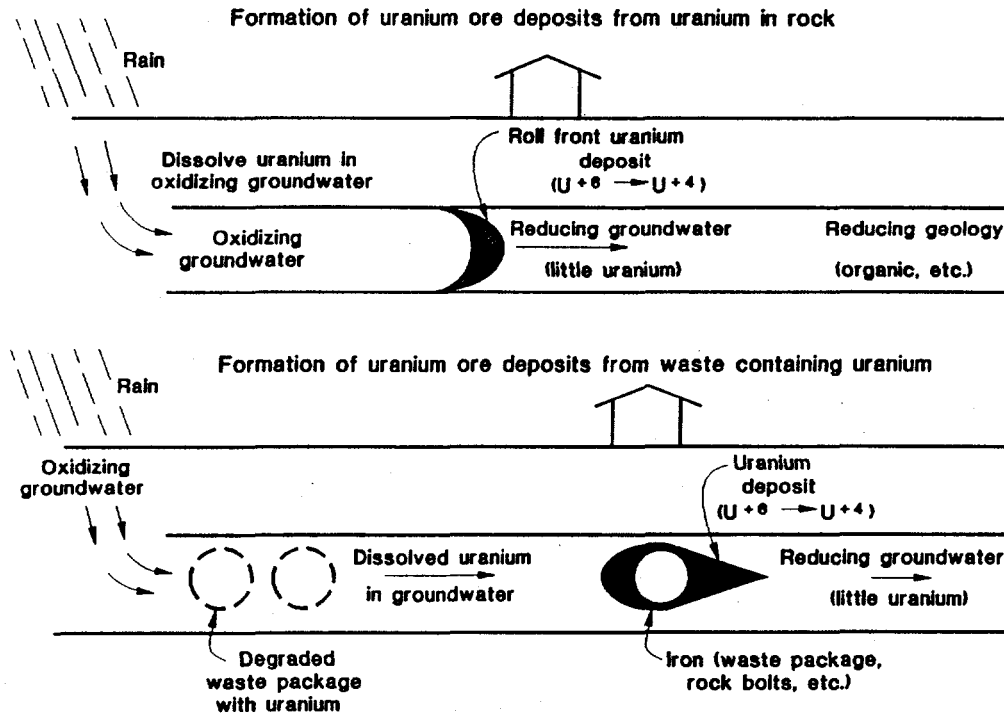 Formation of uranium ore deposits from uranium in rock
Rain
Roll front uranium
deposit
(U+6 → U+4)
Dissolve uranium in
oxidizing groundwater
Oxidizing
groundwater
Reducing groundwater
(little uranium)
Reducing geology
(organic, etc.)
Formation of uranium ore deposits from waste containing uranium
Rain
Oxidizing
groundwater
Uranium
deposit
(U+6 → U+4)
Dissolved uranium
in groundwater
Reducing groundwater
(little uranium)
Degraded
waste package
with uranium
Iron (waste package,
rock bolts, etc.)